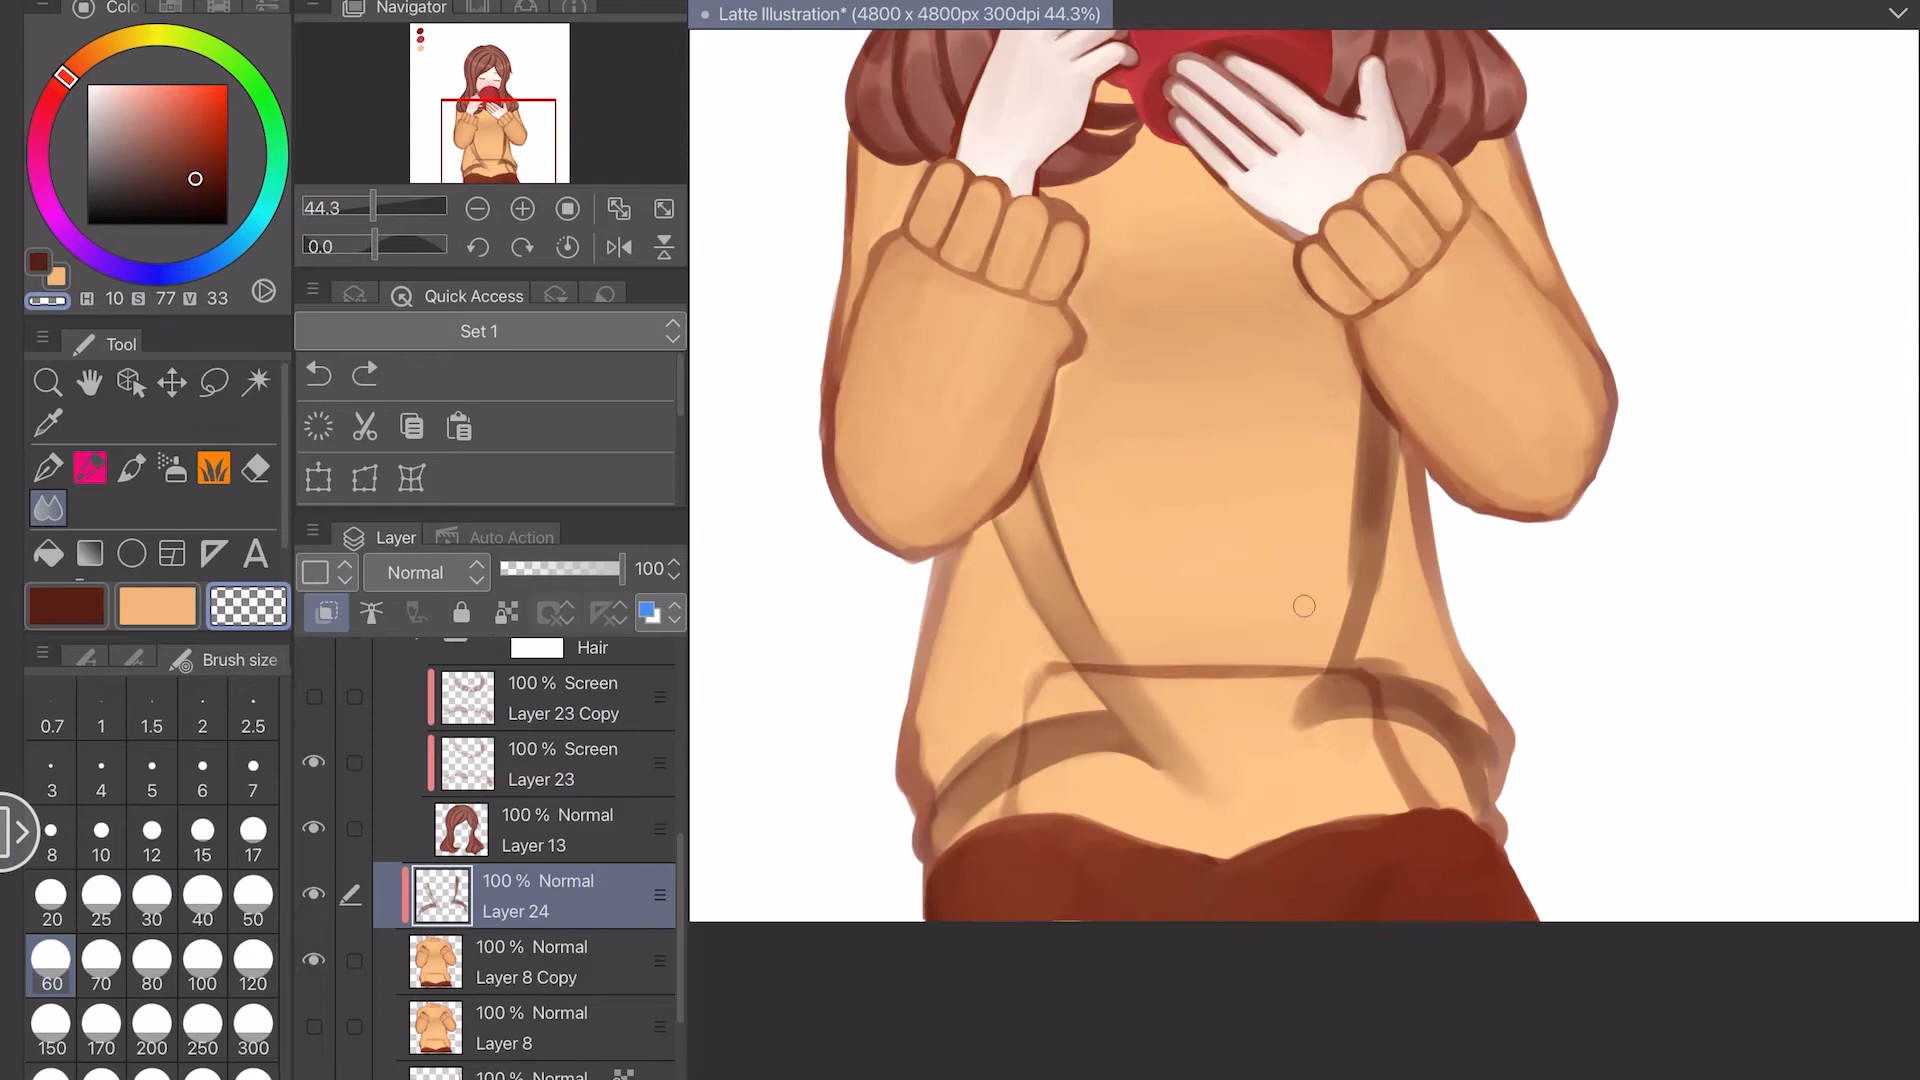 Colo
Navigator
Latte Illustration* (4800 x 4800px 300dpi 44.3%)
44.3
0.0
H 10 S 77 V 33
Quick Access
Set 1
Tool
Layer
Auto Action
Normal
100
Brush size
0.7 1 1.5 2 2.5
3 4 5 6 7
8 10 12 15 17
20 25 30 40 50
60 70 80 100 120
150 170 200 250 300
Hair
100 % Screen
Layer 23 Copy
100 % Screen
Layer 23
100 % Normal
Layer 13
100 % Normal
Layer 24
100 % Normal
Layer 8 Copy
100 % Normal
Layer 8
100 % Normal